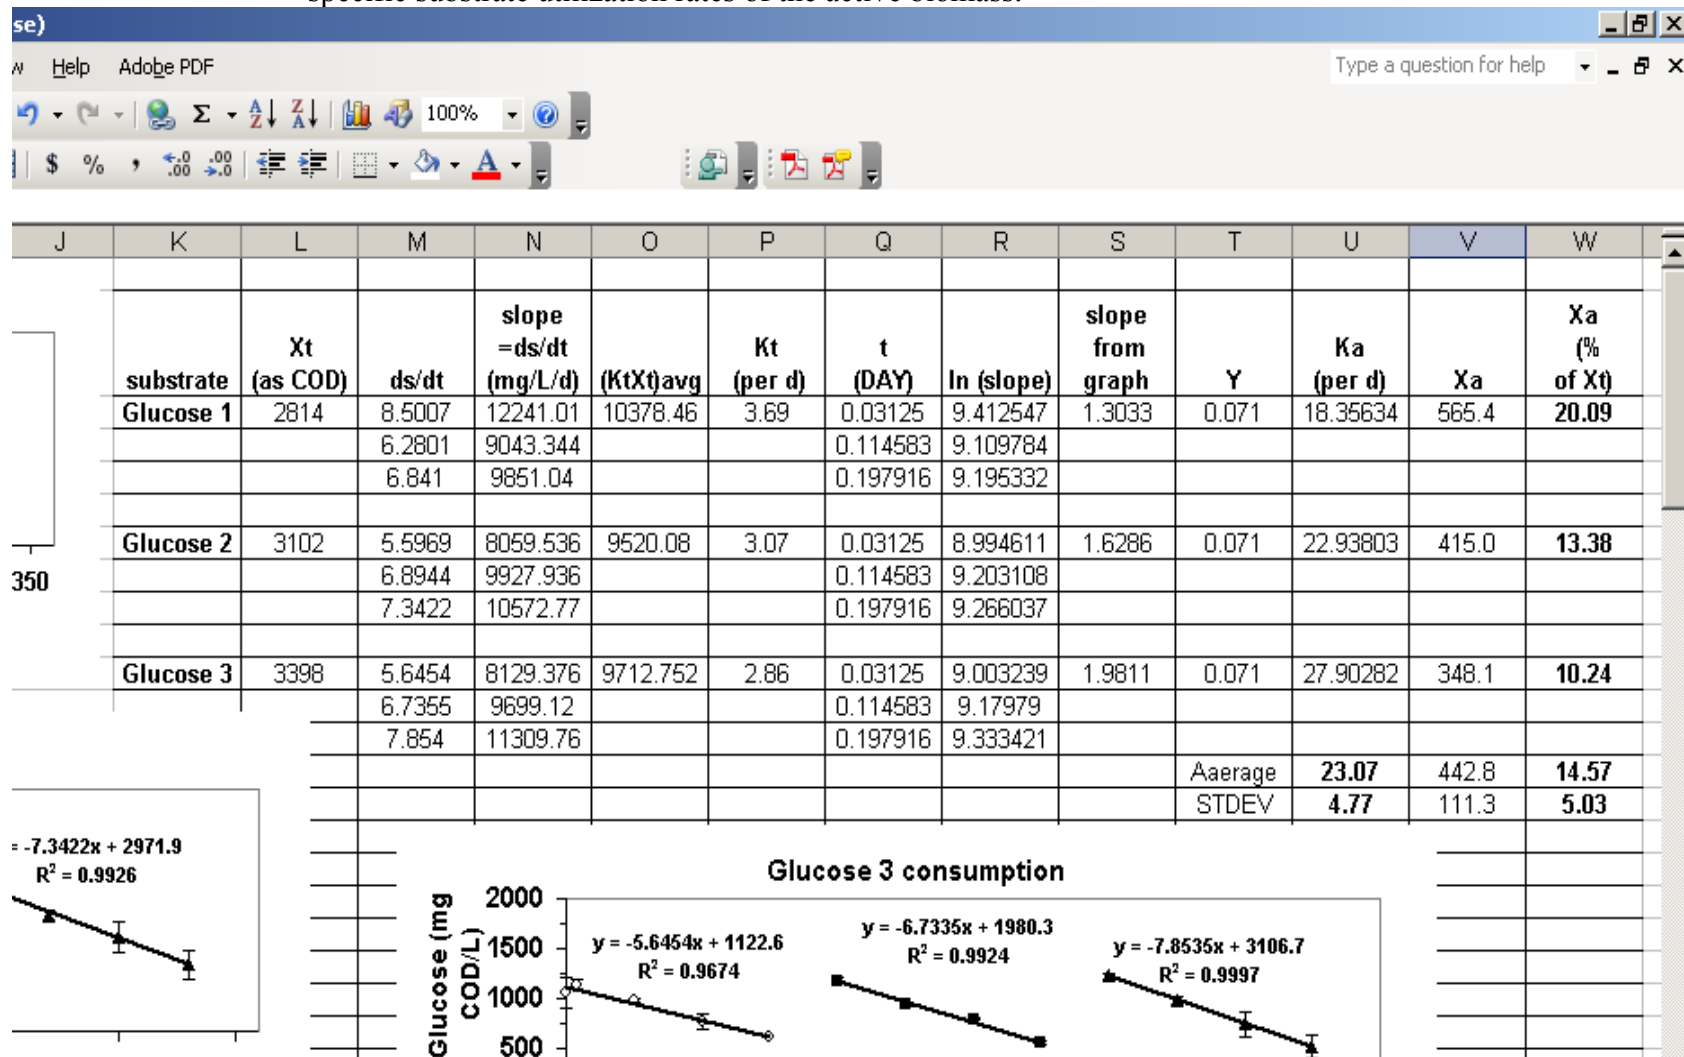 specific substrate utilization rates of the active biomass.
se)
w Help Adobe PDF Type a question for help
Σ A Z Z A 100%
$ % , .00 .00 A
J K L M N O P Q R S T U V W
slope slope Xa
Xt =ds/dt Kt t from Ka (%
substrate (as COD) ds/dt (mg/L/d) (KtXt)avg (per d) (DAY) ln (slope) graph Y (per d) Xa of Xt)
Glucose 1 2814 8.5007 12241.01 10378.46 3.69 0.03125 9.412547 1.3033 0.071 18.35634 565.4 20.09
6.2801 9043.344 0.114583 9.109784
6.841 9851.04 0.197916 9.195332
Glucose 2 3102 5.5969 8059.536 9520.08 3.07 0.03125 8.994611 1.6286 0.071 22.93803 415.0 13.38
350 6.8944 9927.936 0.114583 9.203108
7.3422 10572.77 0.197916 9.266037
Glucose 3 3398 5.6454 8129.376 9712.752 2.86 0.03125 9.003239 1.9811 0.071 27.90282 348.1 10.24
6.7355 9699.12 0.114583 9.17979
7.854 11309.76 0.197916 9.333421
Aaerage 23.07 442.8 14.57
STDEV 4.77 111.3 5.03
= -7.3422x + 2971.9
R² = 0.9926
Glucose 3 consumption
Glucose (mg
COD/L)
2000
1500
1000
500
y = -5.6454x + 1122.6
R² = 0.9674
y = -6.7335x + 1980.3
R² = 0.9924
y = -7.8535x + 3106.7
R² = 0.9997